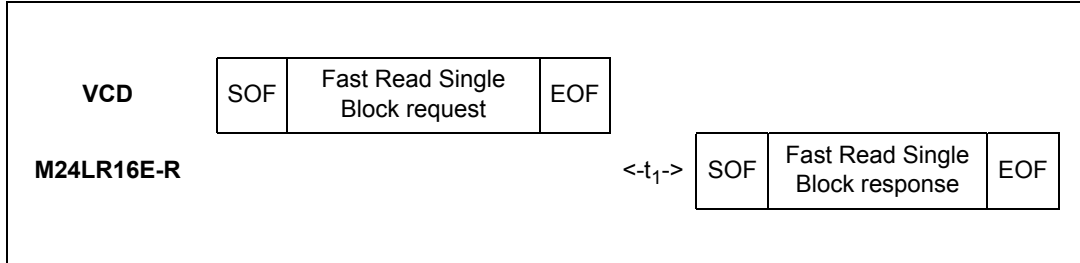 VCD SOF Fast Read Single EOF
Block request
M24LR16E-R <-t1-> SOF Fast Read Single EOF
Block response